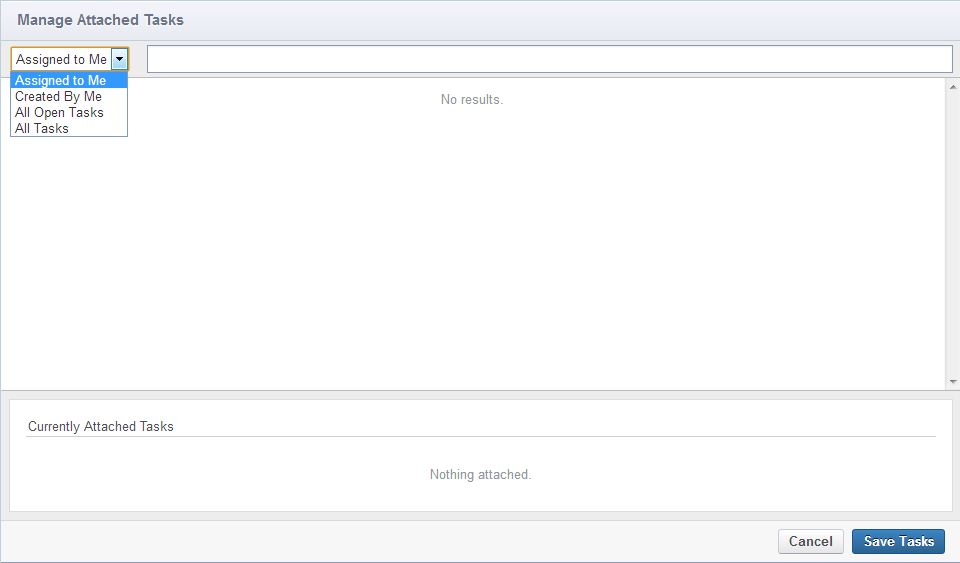 Manage Attached Tasks
Assigned to Me
Assigned to Me
Created By Me
All Open Tasks
All Tasks
No results.
Currently Attached Tasks
Nothing attached.
Cancel Save Tasks